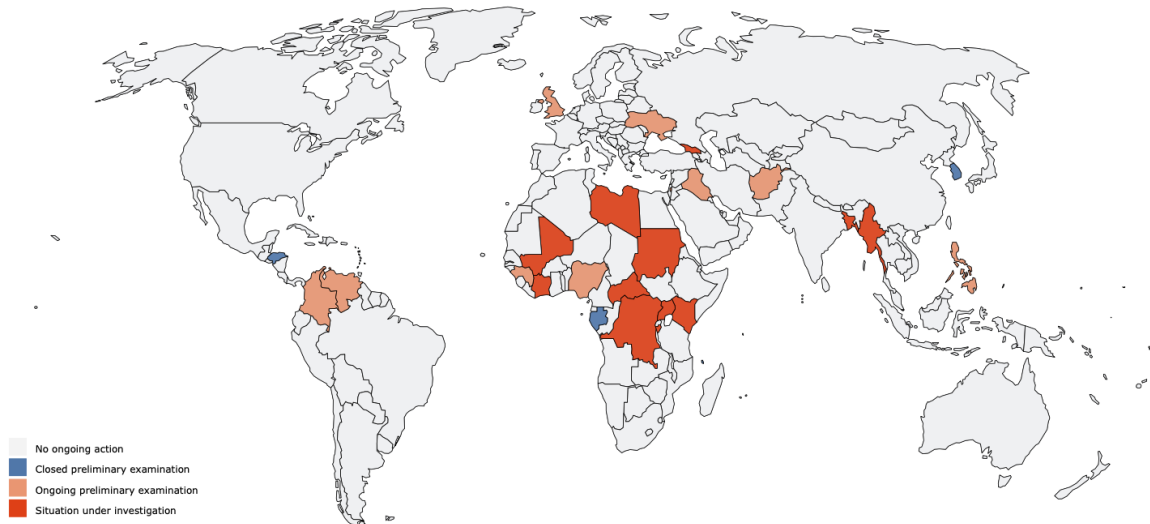 No ongoing action
Closed preliminary examination
Ongoing preliminary examination
Situation under investigation